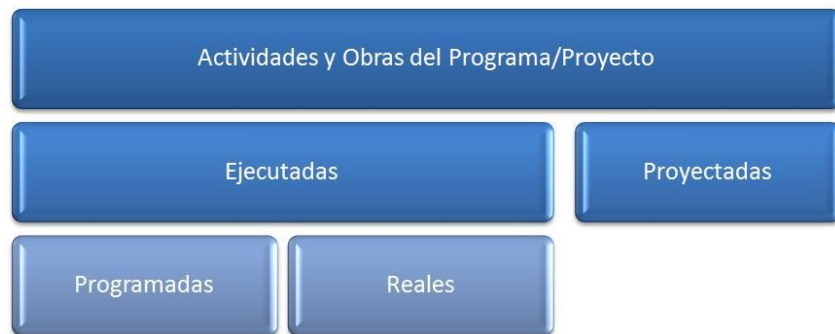 Actividades y Obras del Programa/Proyecto
Ejecutadas
Proyectadas
Programadas
Reales